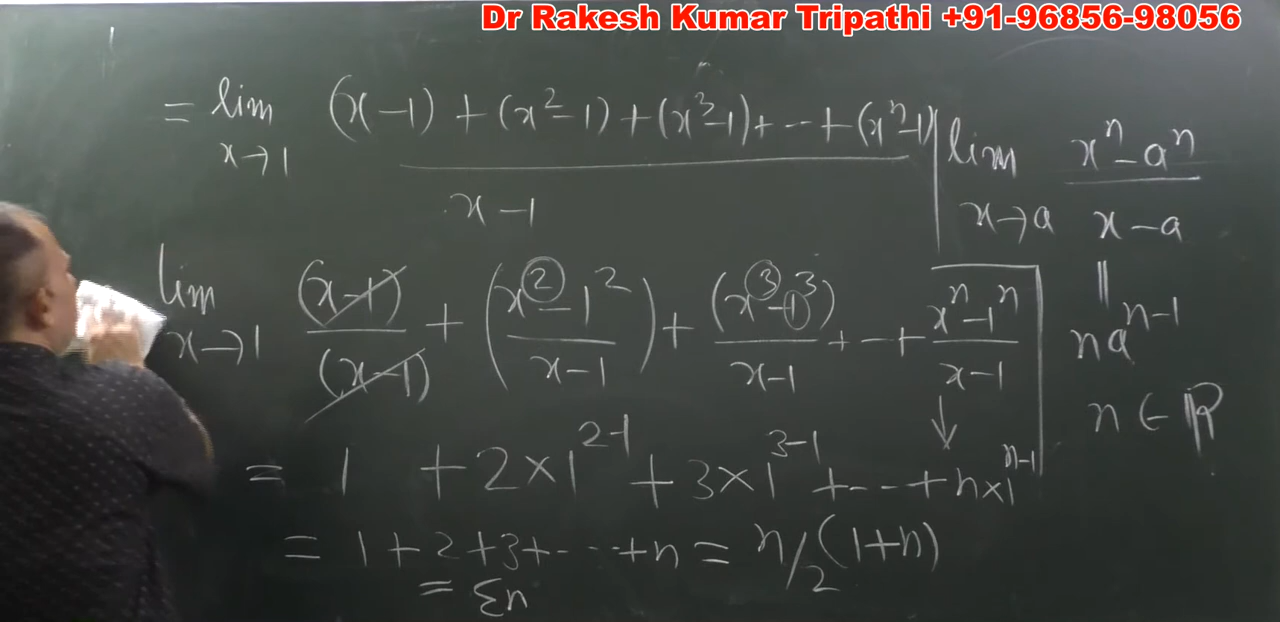 Dr Rakesh Kumar Tripathi +91-96856-98056
= lim x→1 ((x-1) + (x²-1) + (x³-1) + -- + (xⁿ-1)) / (x-1)
lim x→a (xⁿ - aⁿ) / (x-a)
|| naⁿ⁻¹
n ∈ ℝ
lim x→1 (x-1)/(x-1) + ((x²-1²)/(x-1)) + (x³-1³)/(x-1) + -- + (xⁿ-1ⁿ)/(x-1)
= 1 + 2×1²⁻¹ + 3×1³⁻¹ + --- + n×1ⁿ⁻¹
= 1+2+3+-----+n = n/2 (1+n)
= Σn